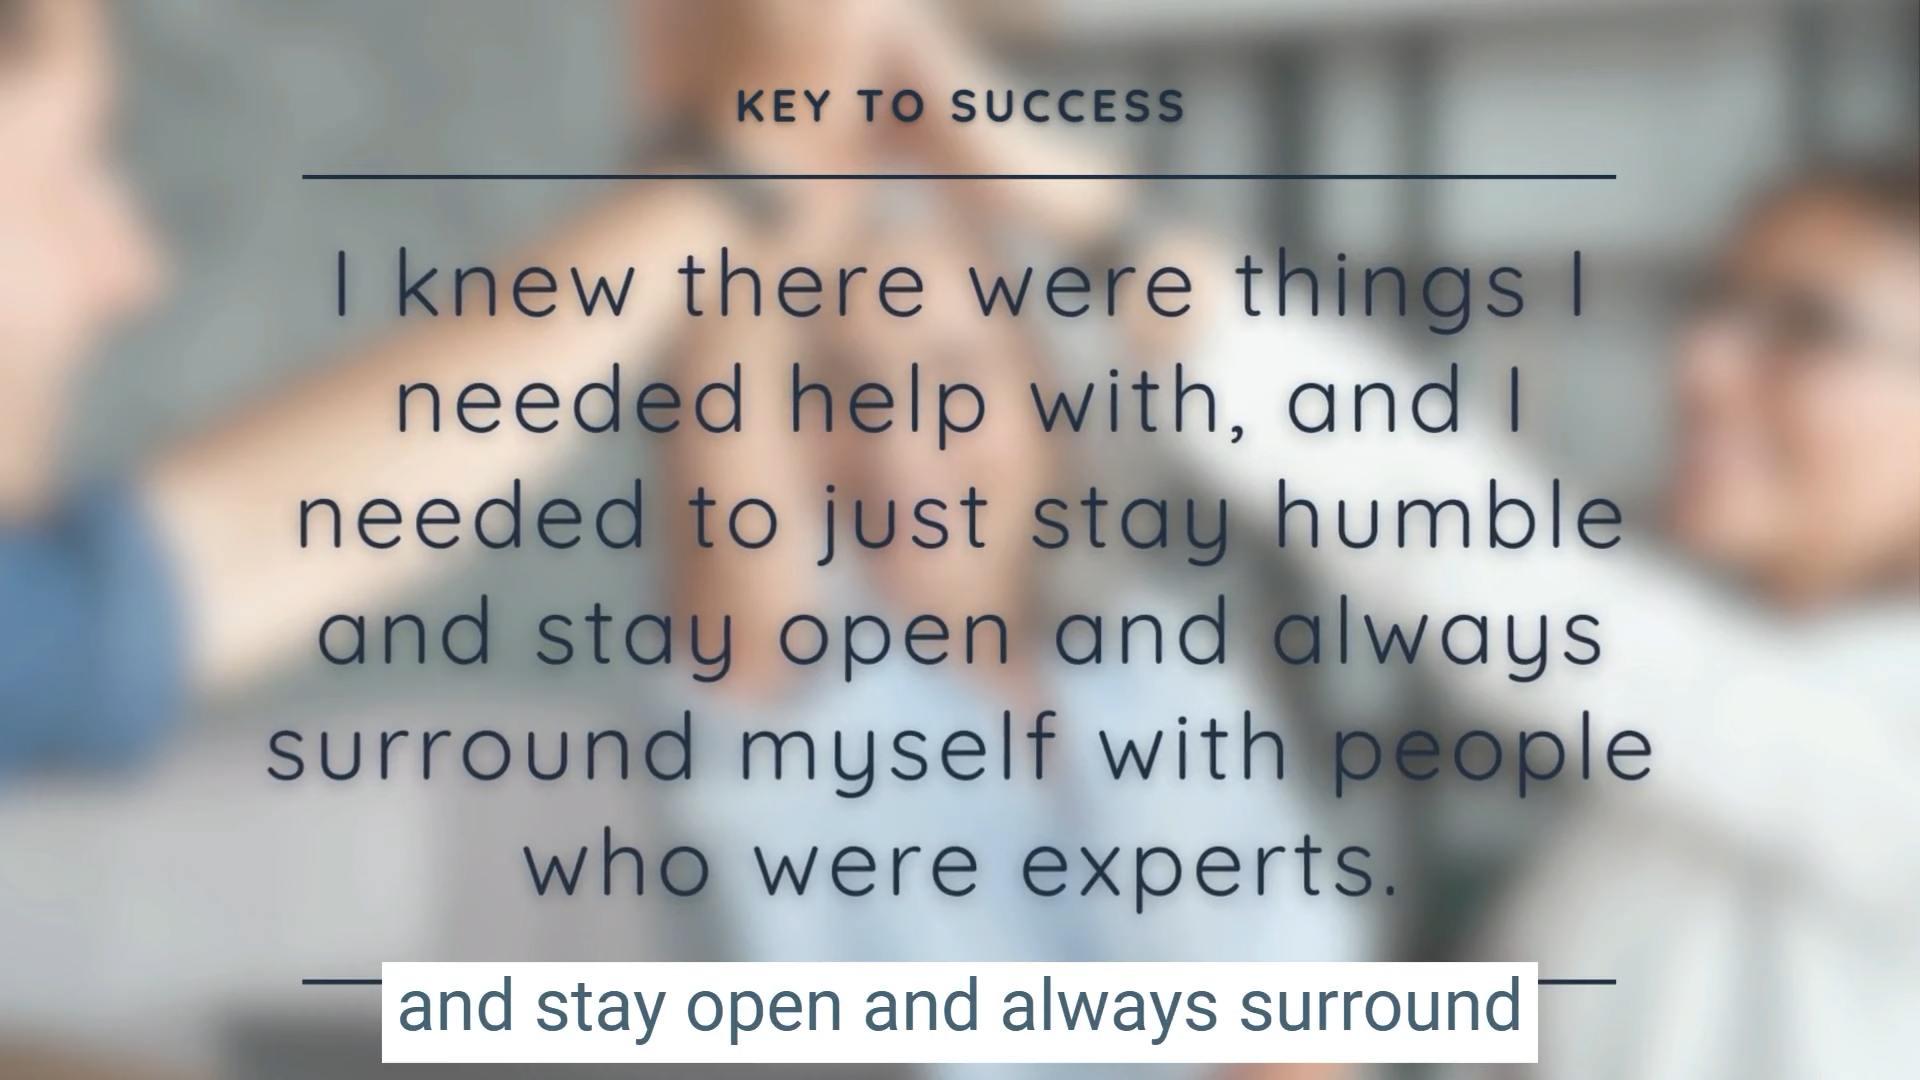 KEY TO SUCCESS
I knew there were things I
needed help with, and I
needed to just stay humble
and stay open and always
surround myself with people
who were experts.
and stay open and always surround